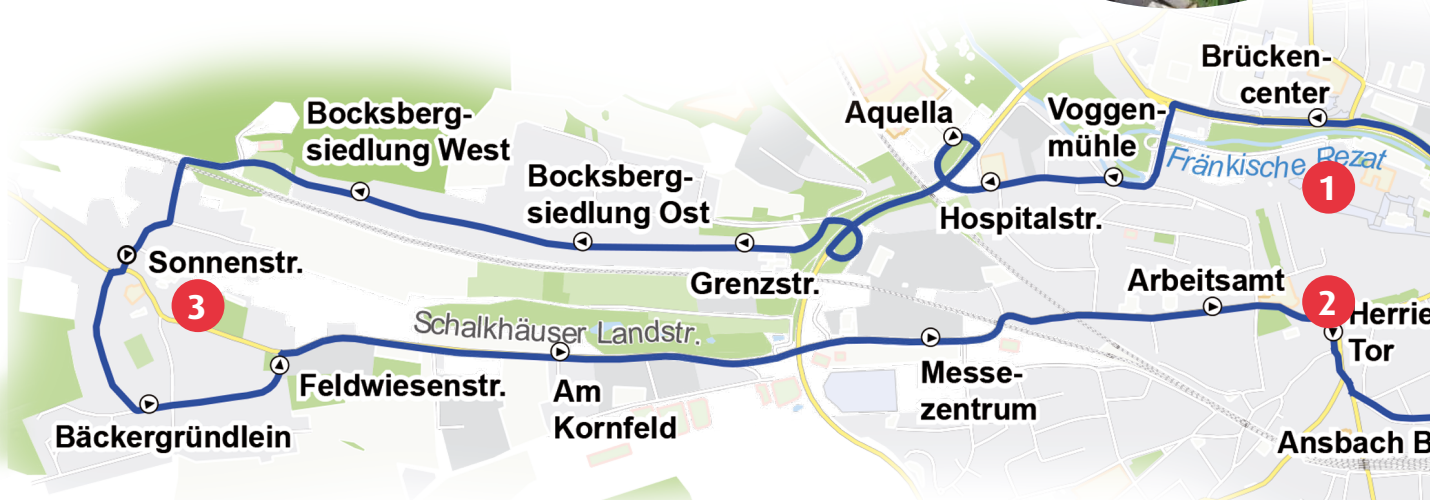 Brücken-
center
Bocksberg-
siedlung West
Aquella
Voggen-
mühle
Fränkische Rezat
1
Bocksberg-
siedlung Ost
Hospitalstr.
Sonnenstr.
Grenzstr.
Arbeitsamt
3
2
Herrie
Tor
Schalkhäuser Landstr.
Feldwiesenstr.
Am
Kornfeld
Messe-
zentrum
Bäckergründlein
Ansbach B